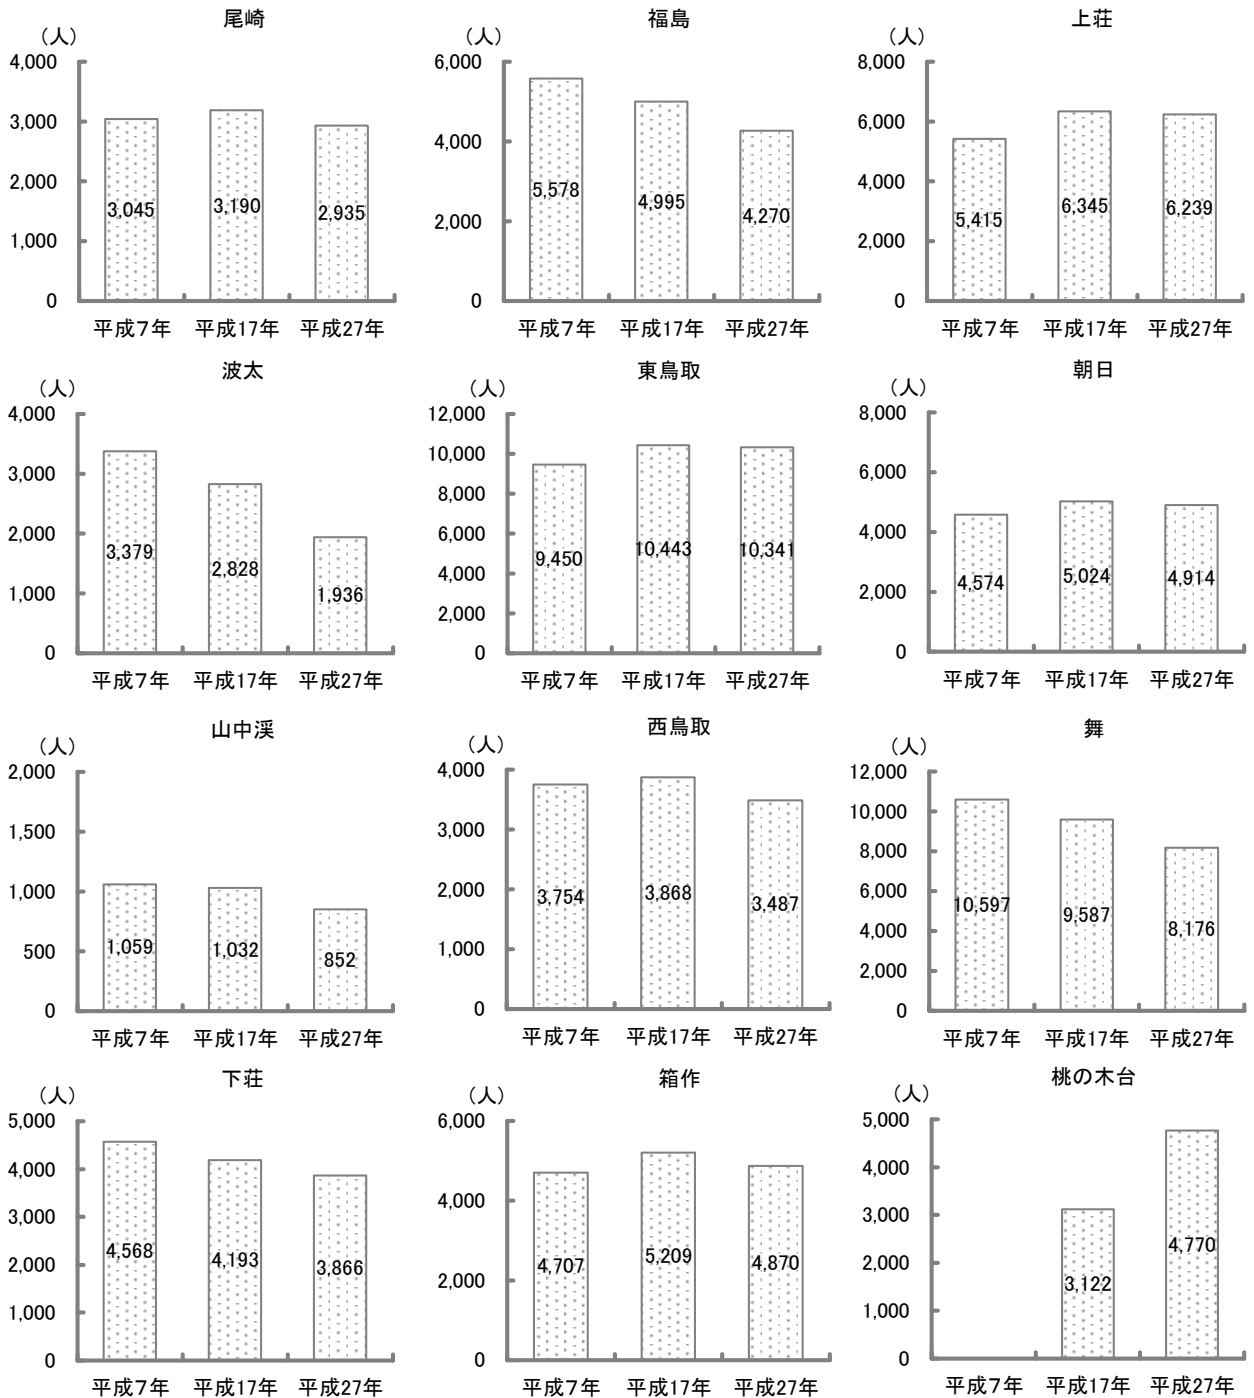 尾崎
（人）
4,000
3,000
2,000
1,000
0
3,045
3,190
2,935
平成7年 平成17年 平成27年
福島
（人）
6,000
4,000
2,000
0
5,578
4,995
4,270
平成7年 平成17年 平成27年
上荘
（人）
8,000
6,000
4,000
2,000
0
5,415
6,345
6,239
平成7年 平成17年 平成27年
波太
（人）
4,000
3,000
2,000
1,000
0
3,379
2,828
1,936
平成7年 平成17年 平成27年
東鳥取
（人）
12,000
10,000
8,000
6,000
4,000
2,000
0
9,450
10,443
10,341
平成7年 平成17年 平成27年
朝日
（人）
8,000
6,000
4,000
2,000
0
4,574
5,024
4,914
平成7年 平成17年 平成27年
山中渓
（人）
2,000
1,500
1,000
500
0
1,059
1,032
852
平成7年 平成17年 平成27年
西鳥取
（人）
4,000
3,000
2,000
1,000
0
3,754
3,868
3,487
平成7年 平成17年 平成27年
舞
（人）
12,000
10,000
8,000
6,000
4,000
2,000
0
10,597
9,587
8,176
平成7年 平成17年 平成27年
下荘
（人）
5,000
4,000
3,000
2,000
1,000
0
4,568
4,193
3,866
平成7年 平成17年 平成27年
箱作
（人）
6,000
4,000
2,000
0
4,707
5,209
4,870
平成7年 平成17年 平成27年
桃の木台
（人）
5,000
4,000
3,000
2,000
1,000
0
3,122
4,770
平成7年 平成17年 平成27年